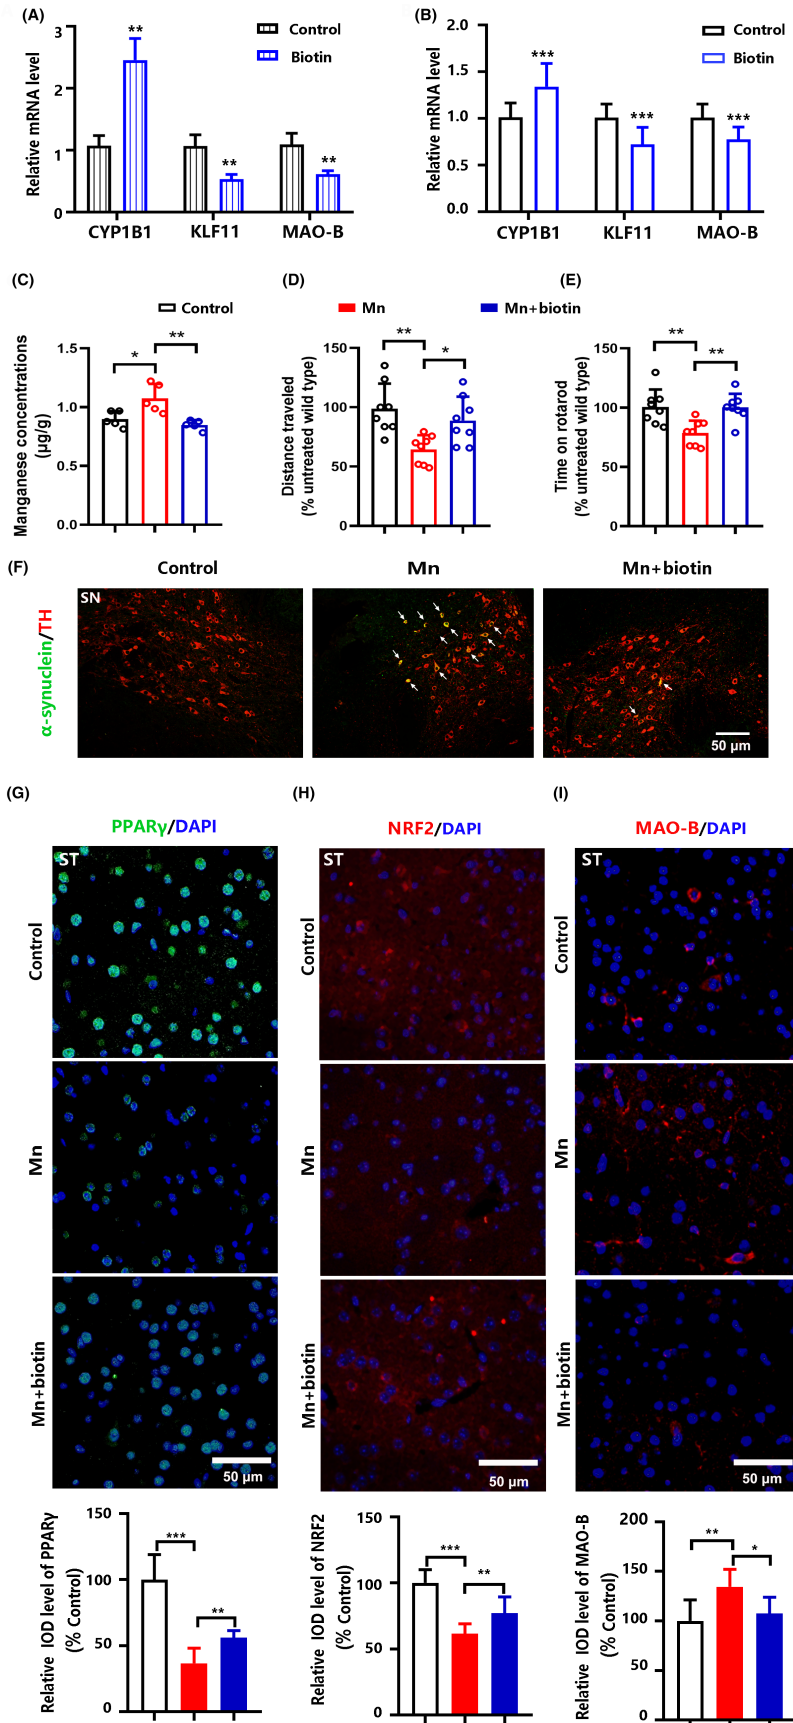 (A)
Relative mRNA level
3
2
1
0
Control
Biotin
**
**
**
CYP1B1 KLF11 MAO-B
(B)
Relative mRNA level
2.0
1.5
1.0
0.5
0.0
Control
Biotin
***
***
***
CYP1B1 KLF11 MAO-B
(C) (D) (E)
Control Mn Mn+biotin
Manganese concentrations
(μg/g)
1.5
1.0
0.5
0.0
* **
Distance traveled
(% untreated wild type)
150
100
50
0
** *
Time on rotarod
(% untreated wild type)
150
100
50
0
** **
(F)
Control Mn Mn+biotin
α-synuclein/TH
SN
50 μm
(G) (H) (I)
PPARγ/DAPI NRF2/DAPI MAO-B/DAPI
ST ST ST
Control Control Control
Mn Mn Mn
Mn+biotin Mn+biotin Mn+biotin
50 μm 50 μm 50 μm
Relative IOD level of PPARγ
(% Control)
150
100
50
0
*** **
Relative IOD level of NRF2
(% Control)
150
100
50
0
*** **
Relative IOD level of MAO-B
(% Control)
200
150
100
50
0
** *